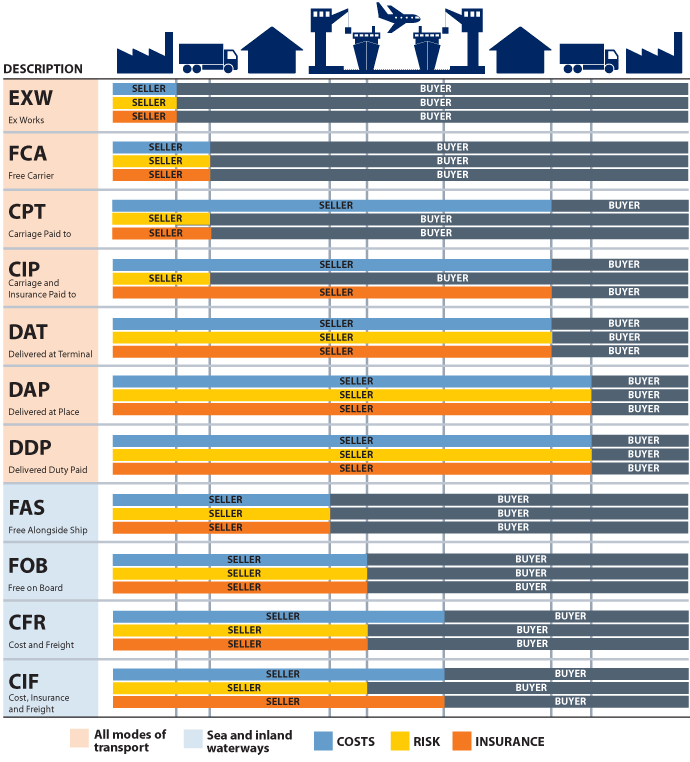 DESCRIPTION
EXW
Ex Works
SELLER BUYER
SELLER
SELLER BUYER
FCA
Free Carrier
SELLER BUYER
SELLER BUYER
SELLER BUYER
CPT
Carriage Paid to
SELLER BUYER
SELLER BUYER
SELLER BUYER
CIP
Carriage and
Insurance Paid to
SELLER BUYER
SELLER BUYER
SELLER BUYER
DAT
Delivered at Terminal
SELLER BUYER
SELLER BUYER
SELLER BUYER
DAP
Delivered at Place
SELLER BUYER
SELLER BUYER
SELLER BUYER
DDP
Delivered Duty Paid
SELLER BUYER
SELLER BUYER
SELLER BUYER
FAS
Free Alongside Ship
SELLER BUYER
SELLER BUYER
SELLER BUYER
FOB
Free on Board
SELLER BUYER
SELLER BUYER
SELLER BUYER
CFR
Cost and Freight
SELLER BUYER
SELLER BUYER
SELLER BUYER
CIF
Cost, Insurance
and Freight
SELLER BUYER
SELLER BUYER
SELLER BUYER
All modes of
transport
Sea and inland
waterways
COSTS
RISK
INSURANCE